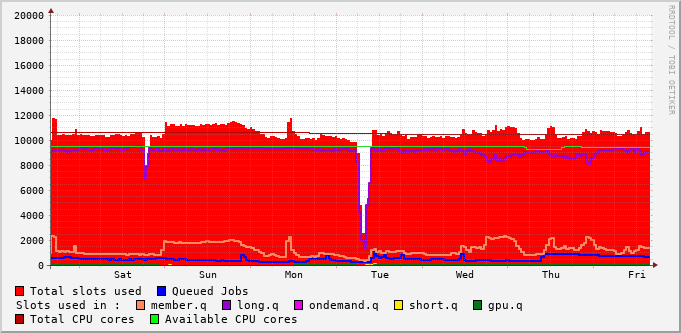 RRDTOOL / TOBI OETIKER
20000
18000
16000
14000
12000
10000
8000
6000
4000
2000
0
Sat Sun Mon Tue Wed Thu Fri
Total slots used Queued Jobs
Slots used in : member.q long.q ondemand.q short.q gpu.q
Total CPU cores Available CPU cores